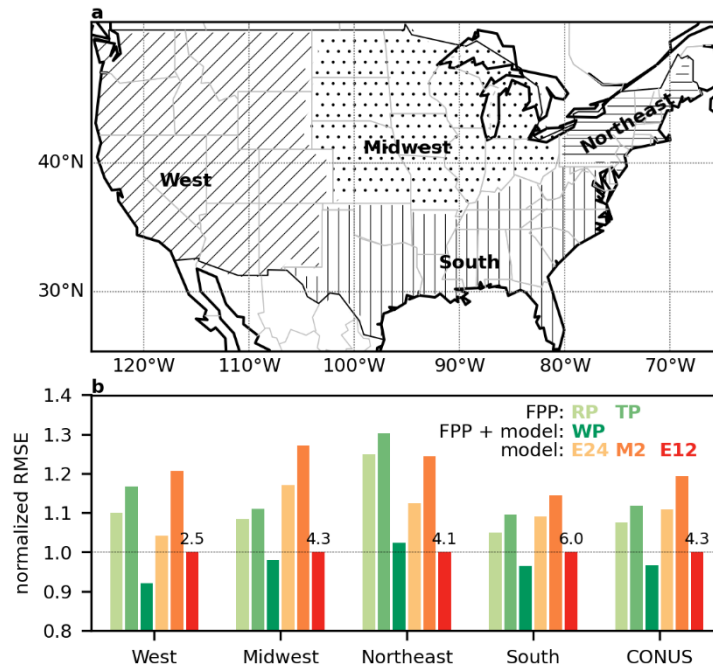 a
Midwest
Northeast
West
South
40°N
30°N
120°W 110°W 100°W 90°W 80°W 70°W
b
normalized RMSE
1.4
1.3
1.2
1.1
1.0
0.9
0.8
FPP: RP TP
FPP + model: WP
model: E24 M2 E12
2.5 4.3 4.1 6.0 4.3
West Midwest Northeast South CONUS